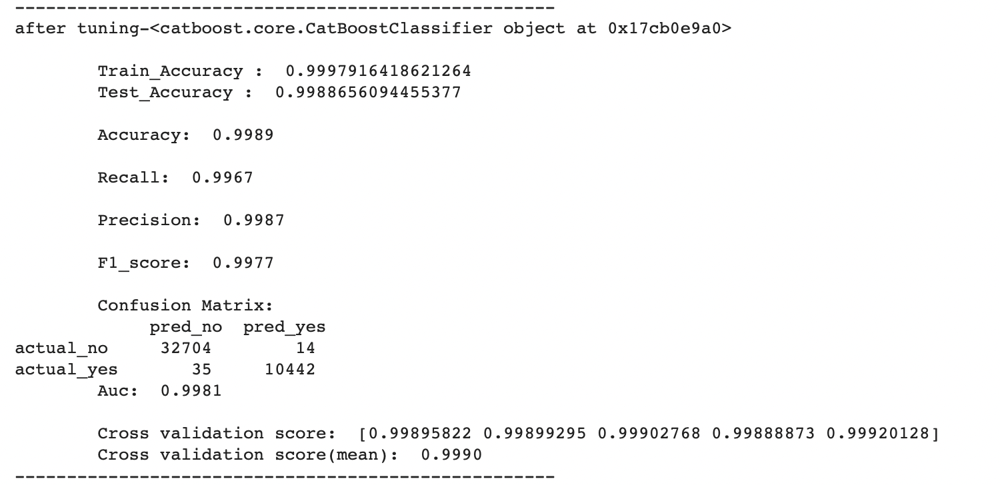 -----------------------------------------------------
after tuning-<catboost.core.CatBoostClassifier object at 0x17cb0e9a0>
Train_Accuracy :  0.9997916418621264
Test_Accuracy :  0.9988656094455377
Accuracy:  0.9989
Recall:  0.9967
Precision:  0.9987
F1_score:  0.9977
Confusion Matrix:
pred_no  pred_yes
actual_no     32704        14
actual_yes       35     10442
Auc:  0.9981
Cross validation score:  [0.99895822 0.99899295 0.99902768 0.99888873 0.99920128]
Cross validation score(mean):  0.9990
-----------------------------------------------------